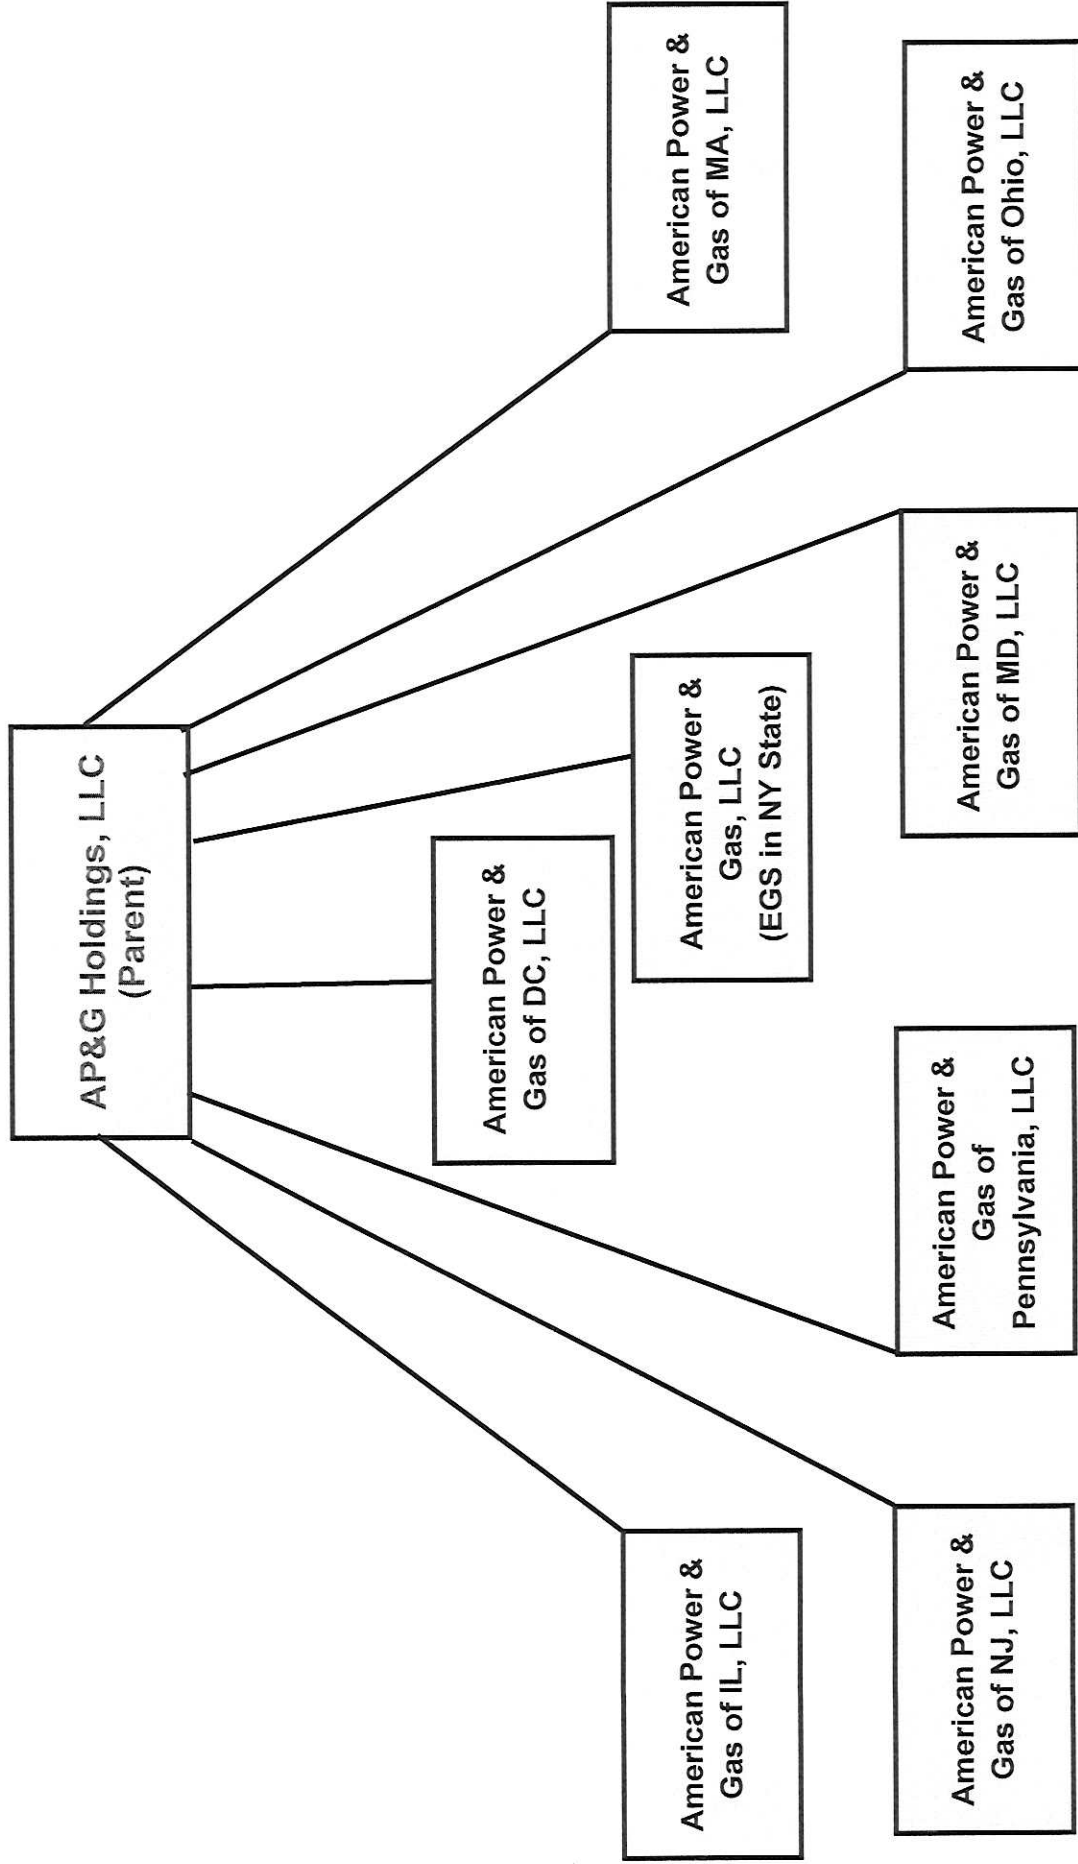 AP&G Holdings, LLC
(Parent)
American Power &
Gas of DC, LLC
American Power &
Gas of IL, LLC
American Power &
Gas, LLC
(EGS in NY State)
American Power &
Gas of MA, LLC
American Power &
Gas of NJ, LLC
American Power &
Gas of
Pennsylvania, LLC
American Power &
Gas of MD, LLC
American Power &
Gas of Ohio, LLC